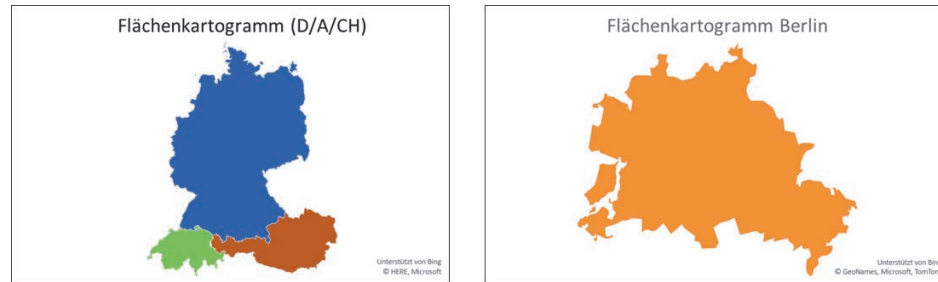 Flächenkartogramm (D/A/CH)
Unterstützt von Bing
© HERE, Microsoft
Flächenkartogramm Berlin
Unterstützt von Bing
© GeoNames, Microsoft, TomTom